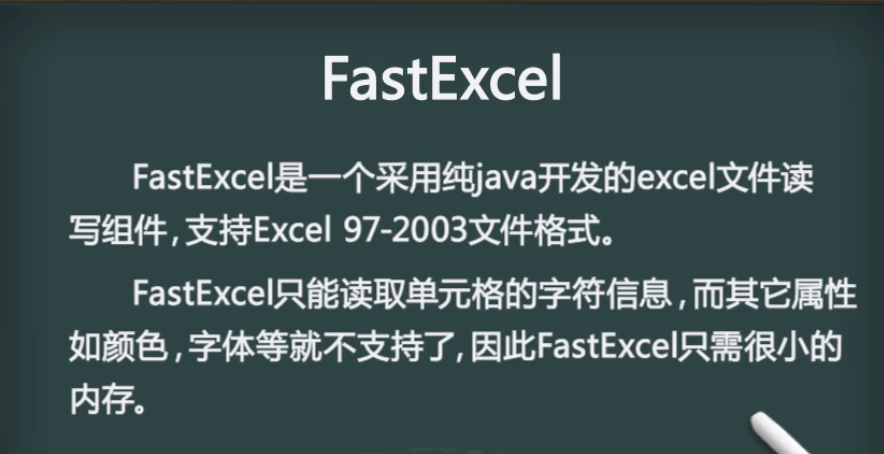 FastExcel
FastExcel是一个采用纯java开发的excel文件读
写组件,支持Excel 97-2003文件格式。
FastExcel只能读取单元格的字符信息,而其它属性
如颜色,字体等就不支持了,因此FastExcel只需很小的
内存。